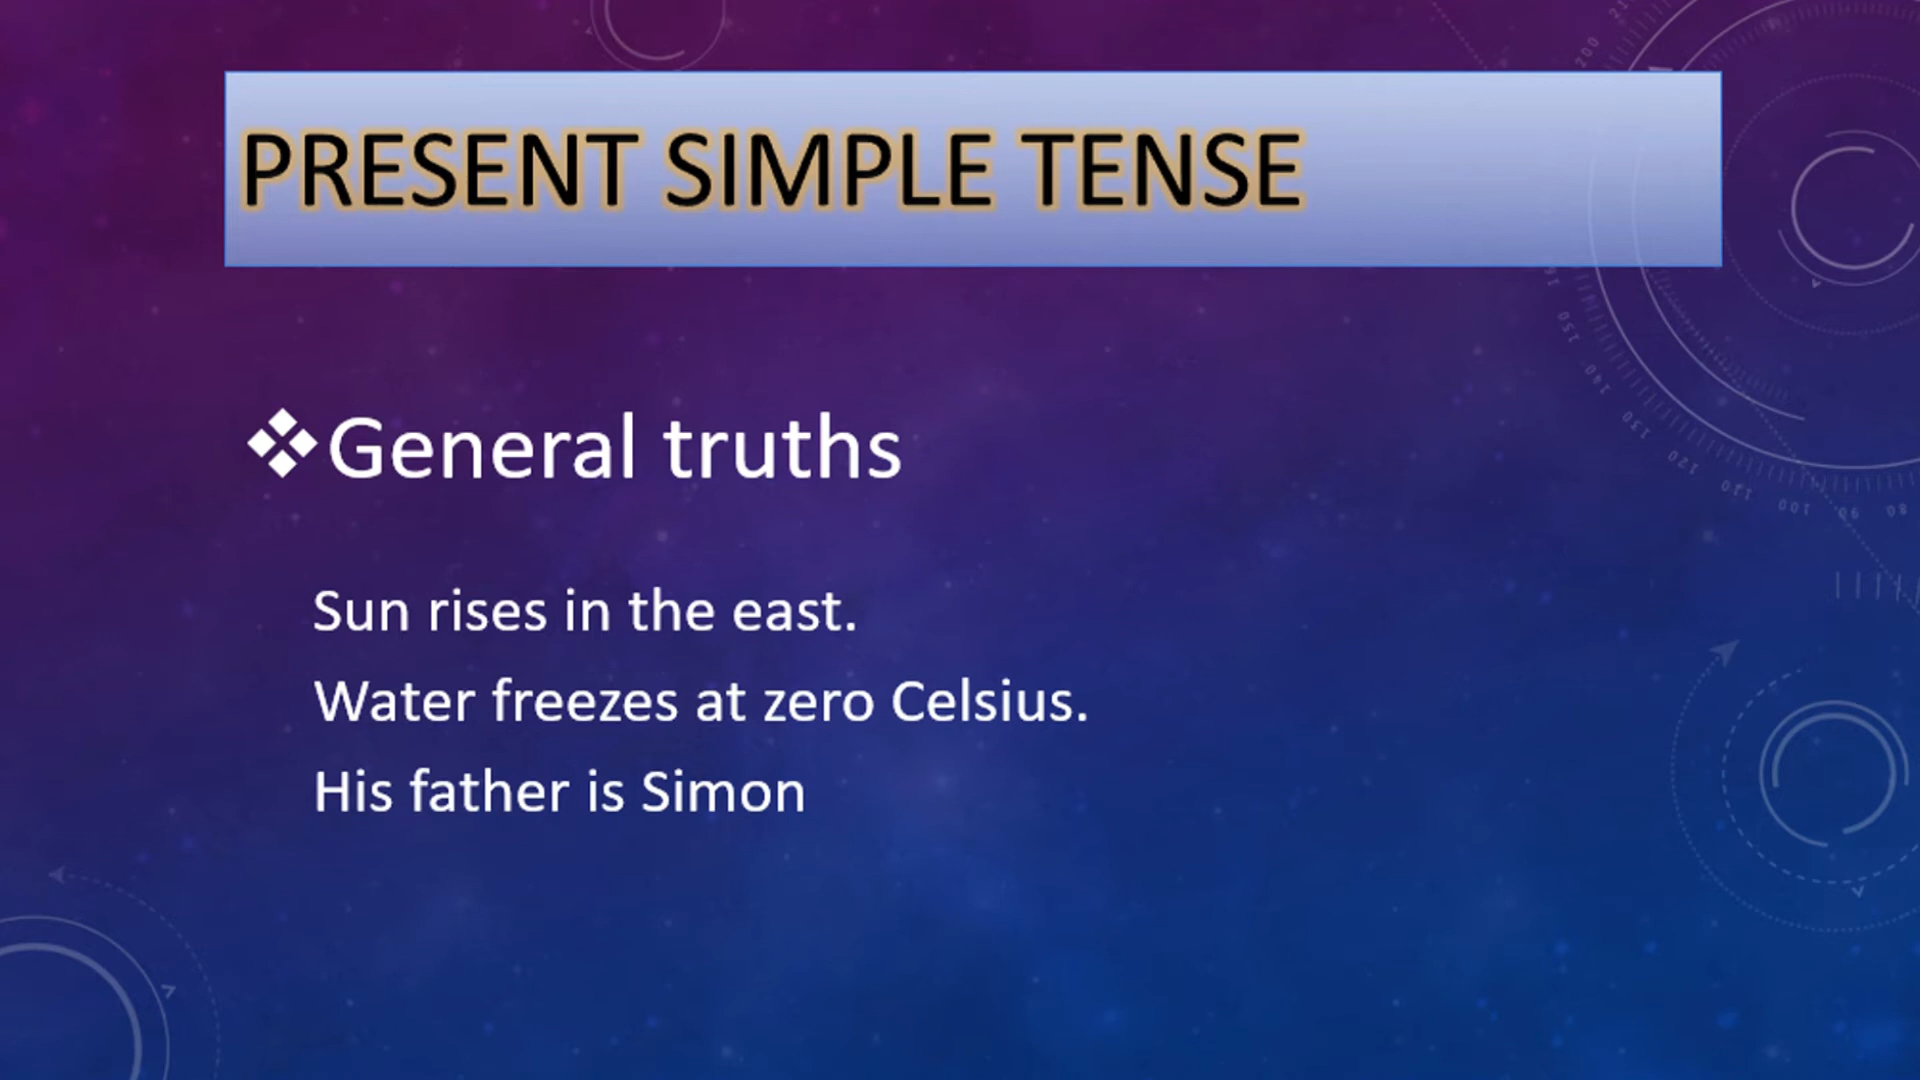 PRESENT SIMPLE TENSE
❖General truths
Sun rises in the east.
Water freezes at zero Celsius.
His father is Simon